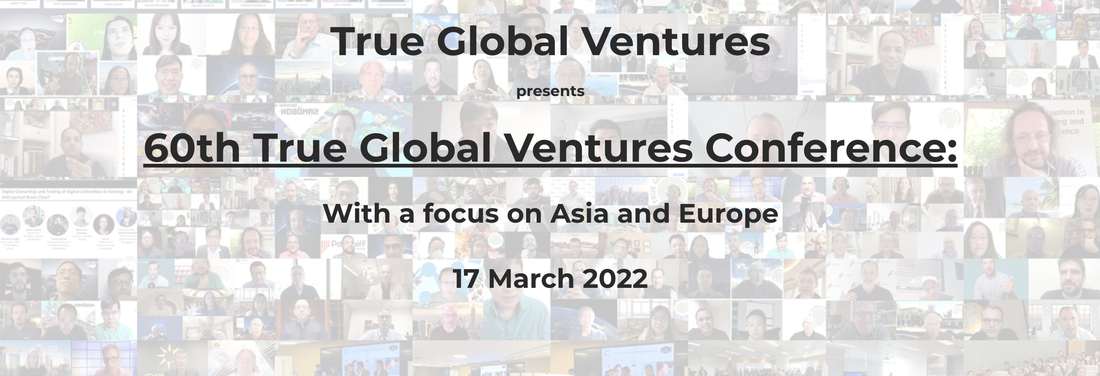 True Global Ventures
presents
60th True Global Ventures Conference:
With a focus on Asia and Europe
17 March 2022